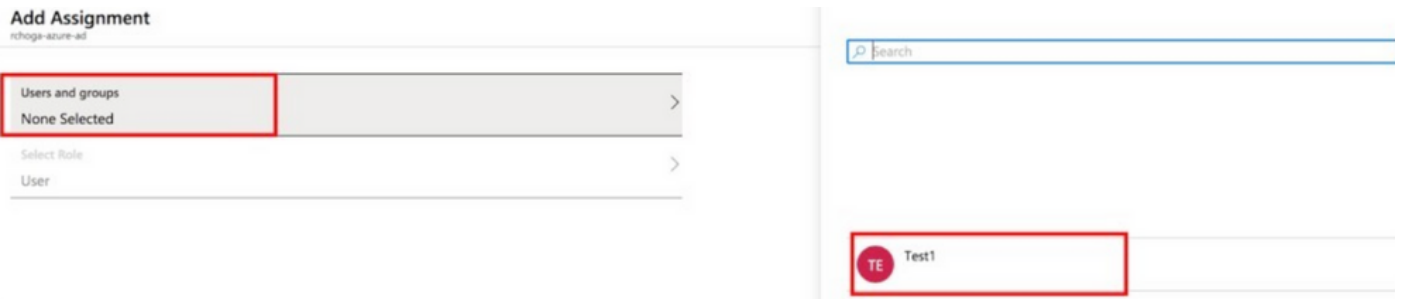 Add Assignment
rchoga-azure-ad
Users and groups
None Selected
Select Role
User
Search
TE
Test1